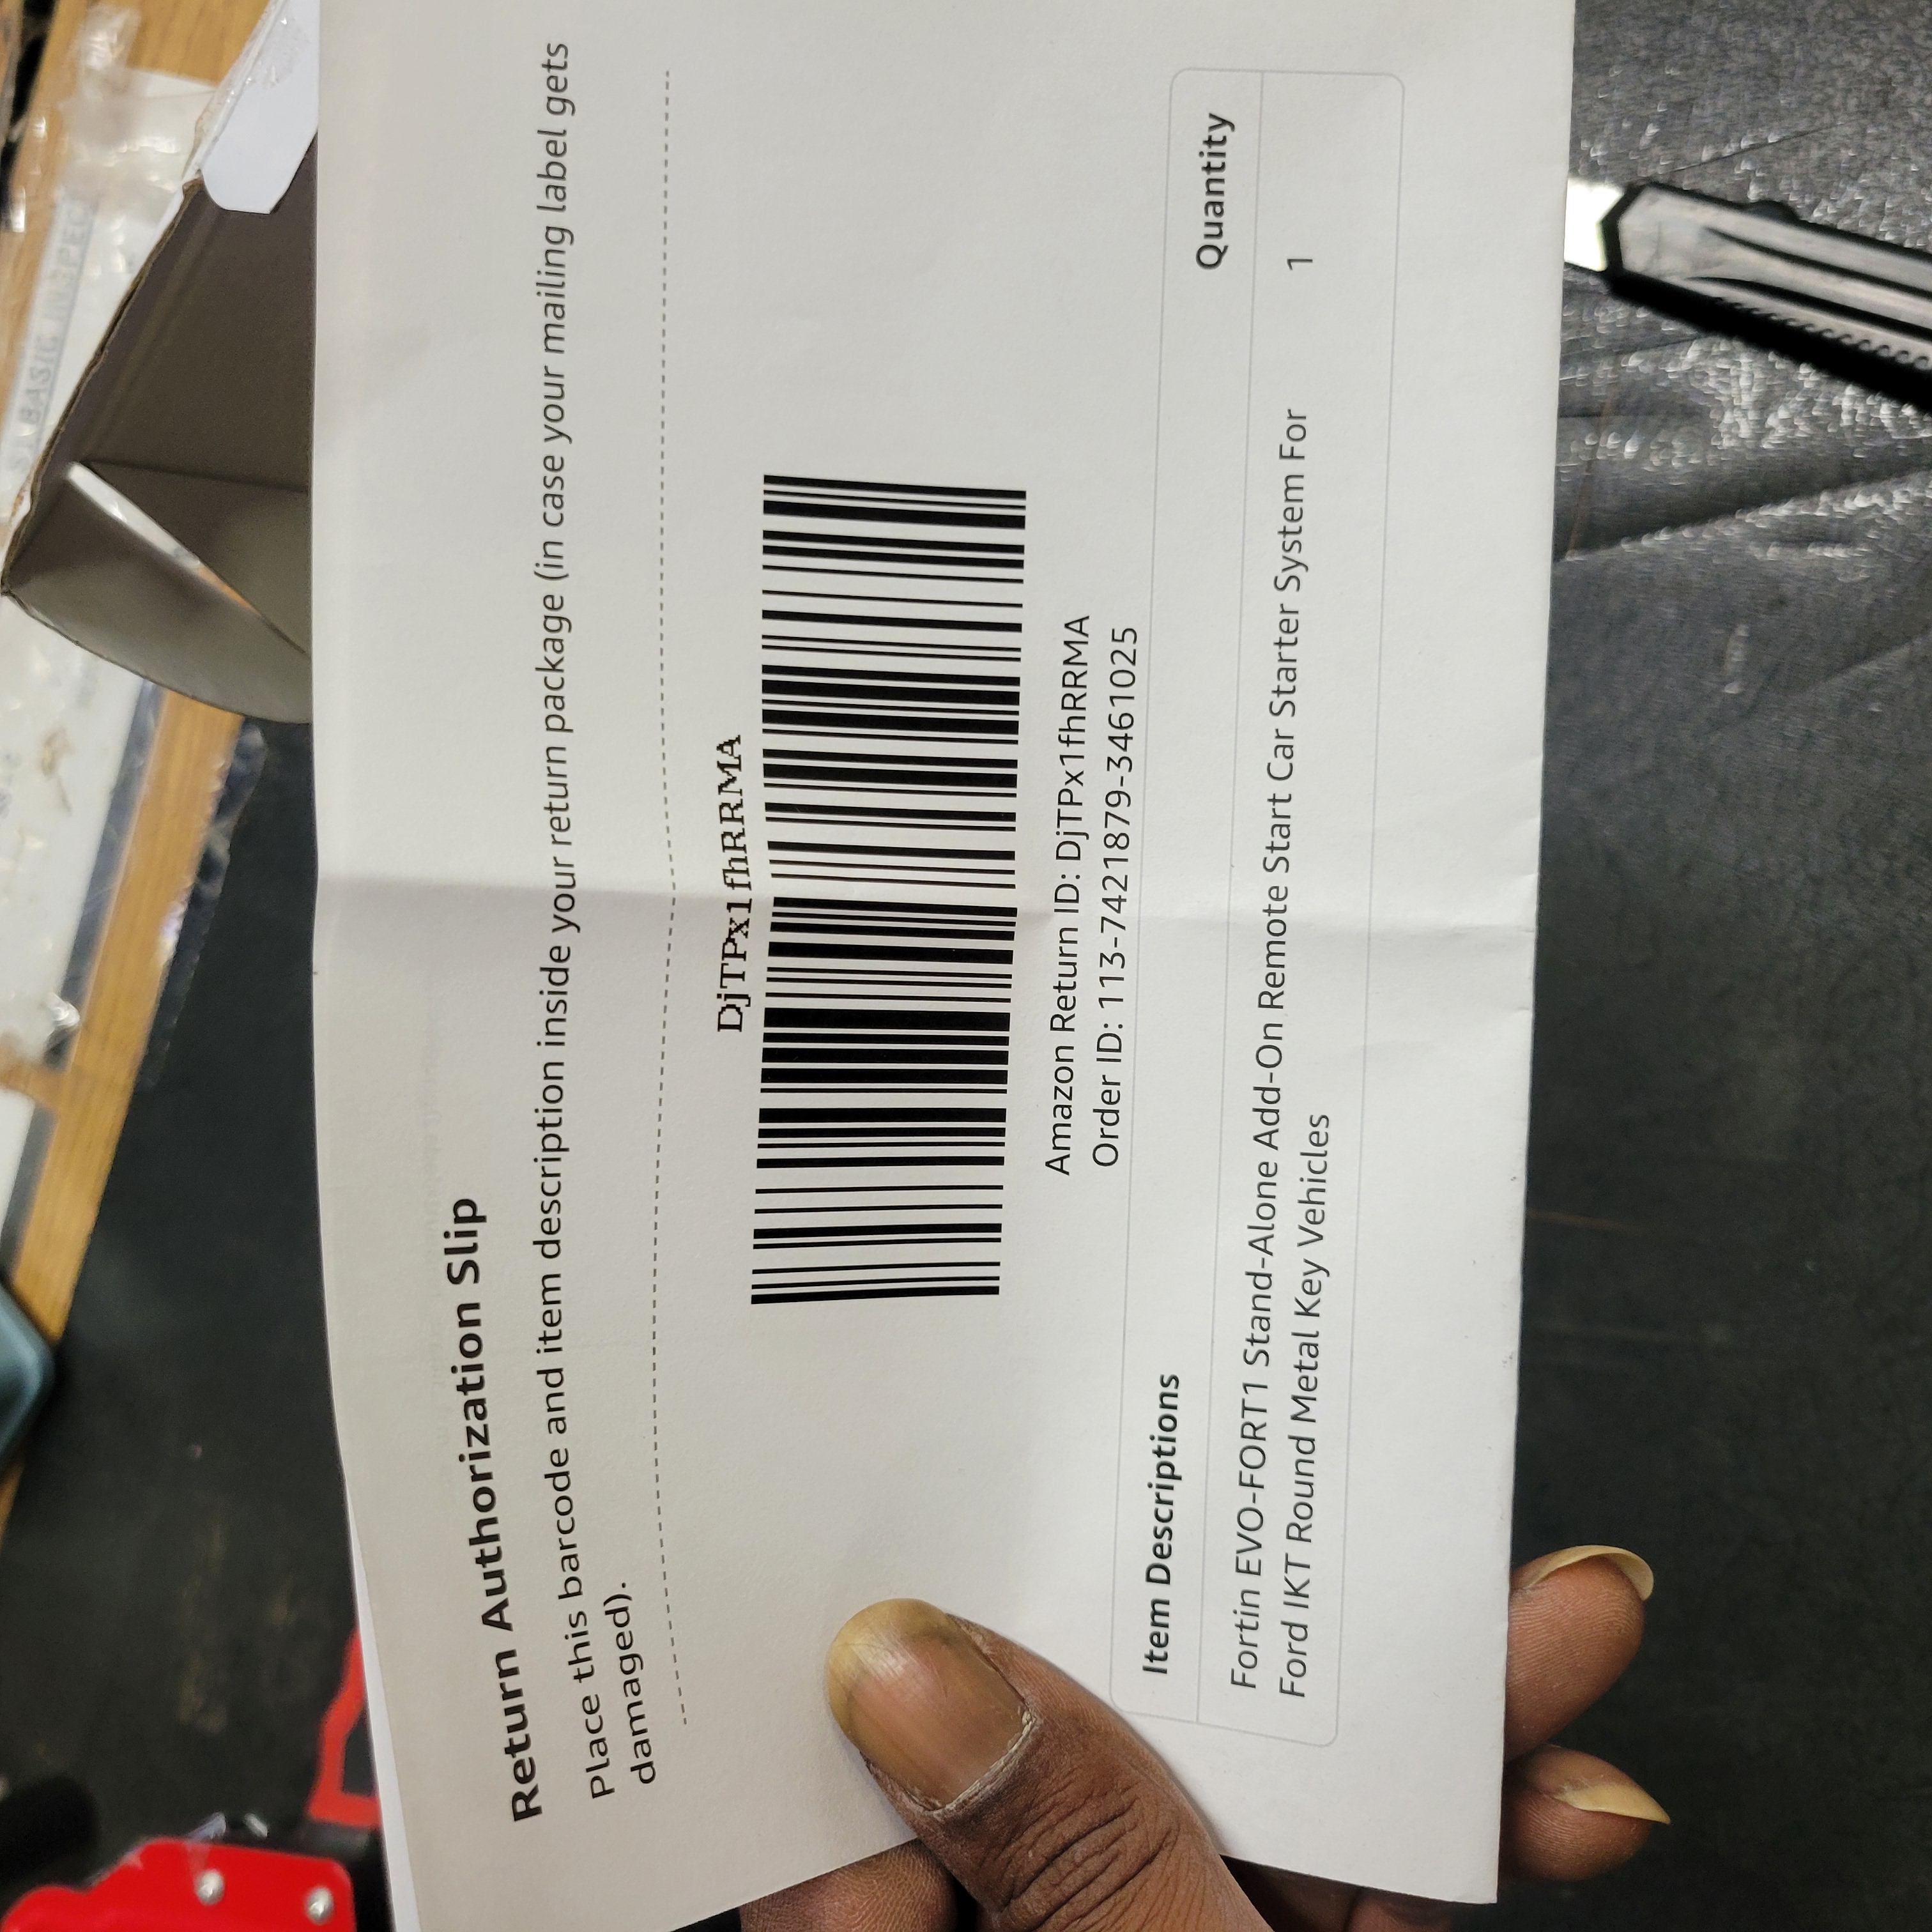 Return Authorization Slip
Place this barcode and item description inside your return package (in case your mailing label gets
damaged).
DjTPx1fhRRMA
Amazon Return ID: DjTPx1fhRRMA
Order ID: 113-7421879-3461025
Item Descriptions Quantity
Fortin EVO-FORT1 Stand-Alone Add-On Remote Start Car Starter System For 1
Ford IKT Round Metal Key Vehicles
BASIC INSPEC